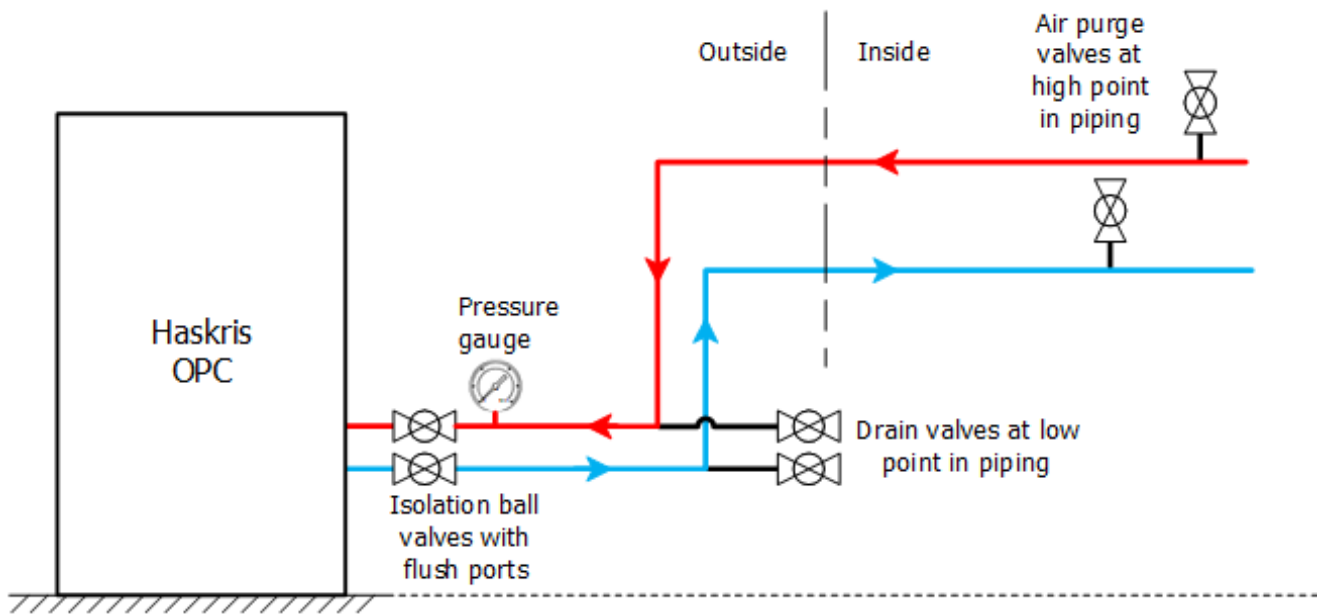 Outside
Inside
Air purge
valves at
high point
in piping
Haskris
OPC
Pressure
gauge
Drain valves at low
point in piping
Isolation ball
valves with
flush ports